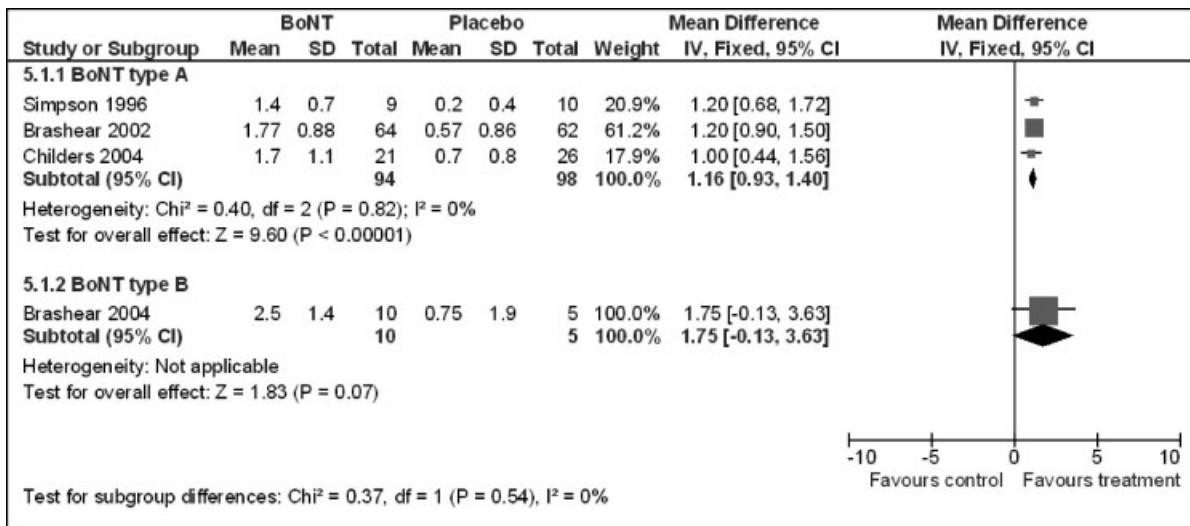 BoNT Placebo Mean Difference Mean Difference
Study or Subgroup Mean SD Total Mean SD Total Weight IV, Fixed, 95% CI IV, Fixed, 95% CI
5.1.1 BoNT type A
Simpson 1996 1.4 0.7 9 0.2 0.4 10 20.9% 1.20 [0.68, 1.72]
Brashear 2002 1.77 0.88 64 0.57 0.86 62 61.2% 1.20 [0.90, 1.50]
Childers 2004 1.7 1.1 21 0.7 0.8 26 17.9% 1.00 [0.44, 1.56]
Subtotal (95% CI) 94 98 100.0% 1.16 [0.93, 1.40]
Heterogeneity: Chi² = 0.40, df = 2 (P = 0.82); I² = 0%
Test for overall effect: Z = 9.60 (P < 0.00001)
5.1.2 BoNT type B
Brashear 2004 2.5 1.4 10 0.75 1.9 5 100.0% 1.75 [-0.13, 3.63]
Subtotal (95% CI) 10 5 100.0% 1.75 [-0.13, 3.63]
Heterogeneity: Not applicable
Test for overall effect: Z = 1.83 (P = 0.07)
-10 -5 0 5 10
Favours control Favours treatment
Test for subgroup differences: Chi² = 0.37, df = 1 (P = 0.54), I² = 0%